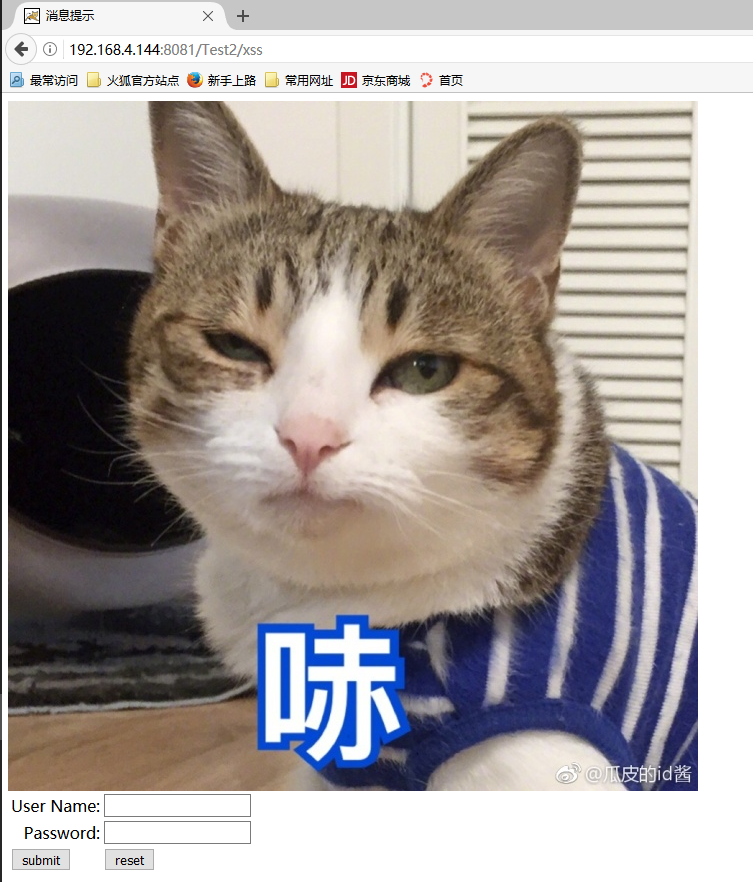 消息提示
192.168.4.144:8081/Test2/xss
最常访问 火狐官方站点 新手上路 常用网址 JD 京东商城 首页
哧
@瓜皮的id酱
User Name:
Password:
submit reset